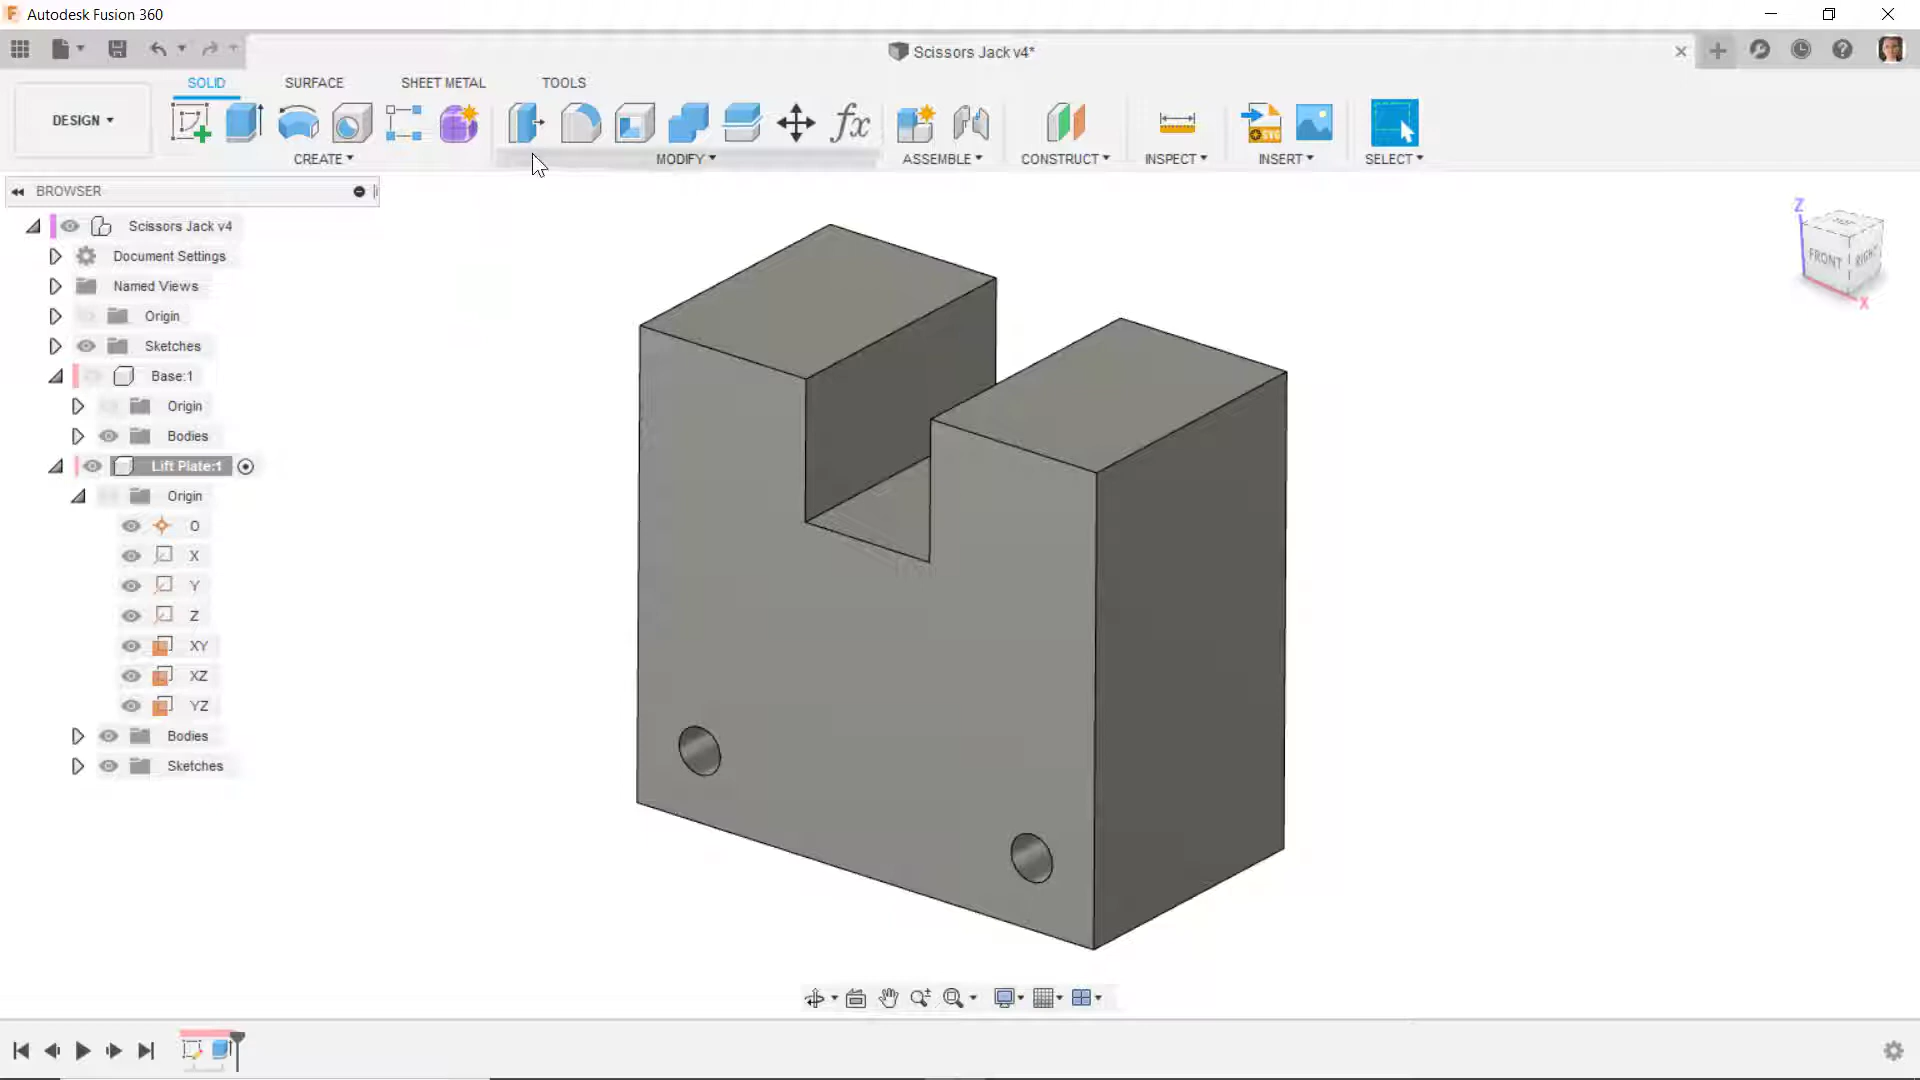 Autodesk Fusion 360
Scissors Jack v4*
SOLID SURFACE SHEET METAL TOOLS
DESIGN
CREATE MODIFY ASSEMBLE CONSTRUCT INSPECT INSERT SELECT
fx
SVG
BROWSER
Scissors Jack v4
Document Settings
Named Views
Origin
Sketches
Base:1
Origin
Bodies
Lift Plate:1
Origin
O
X
Y
Z
XY
XZ
YZ
Bodies
Sketches
Z
FRONT
RIGHT
X